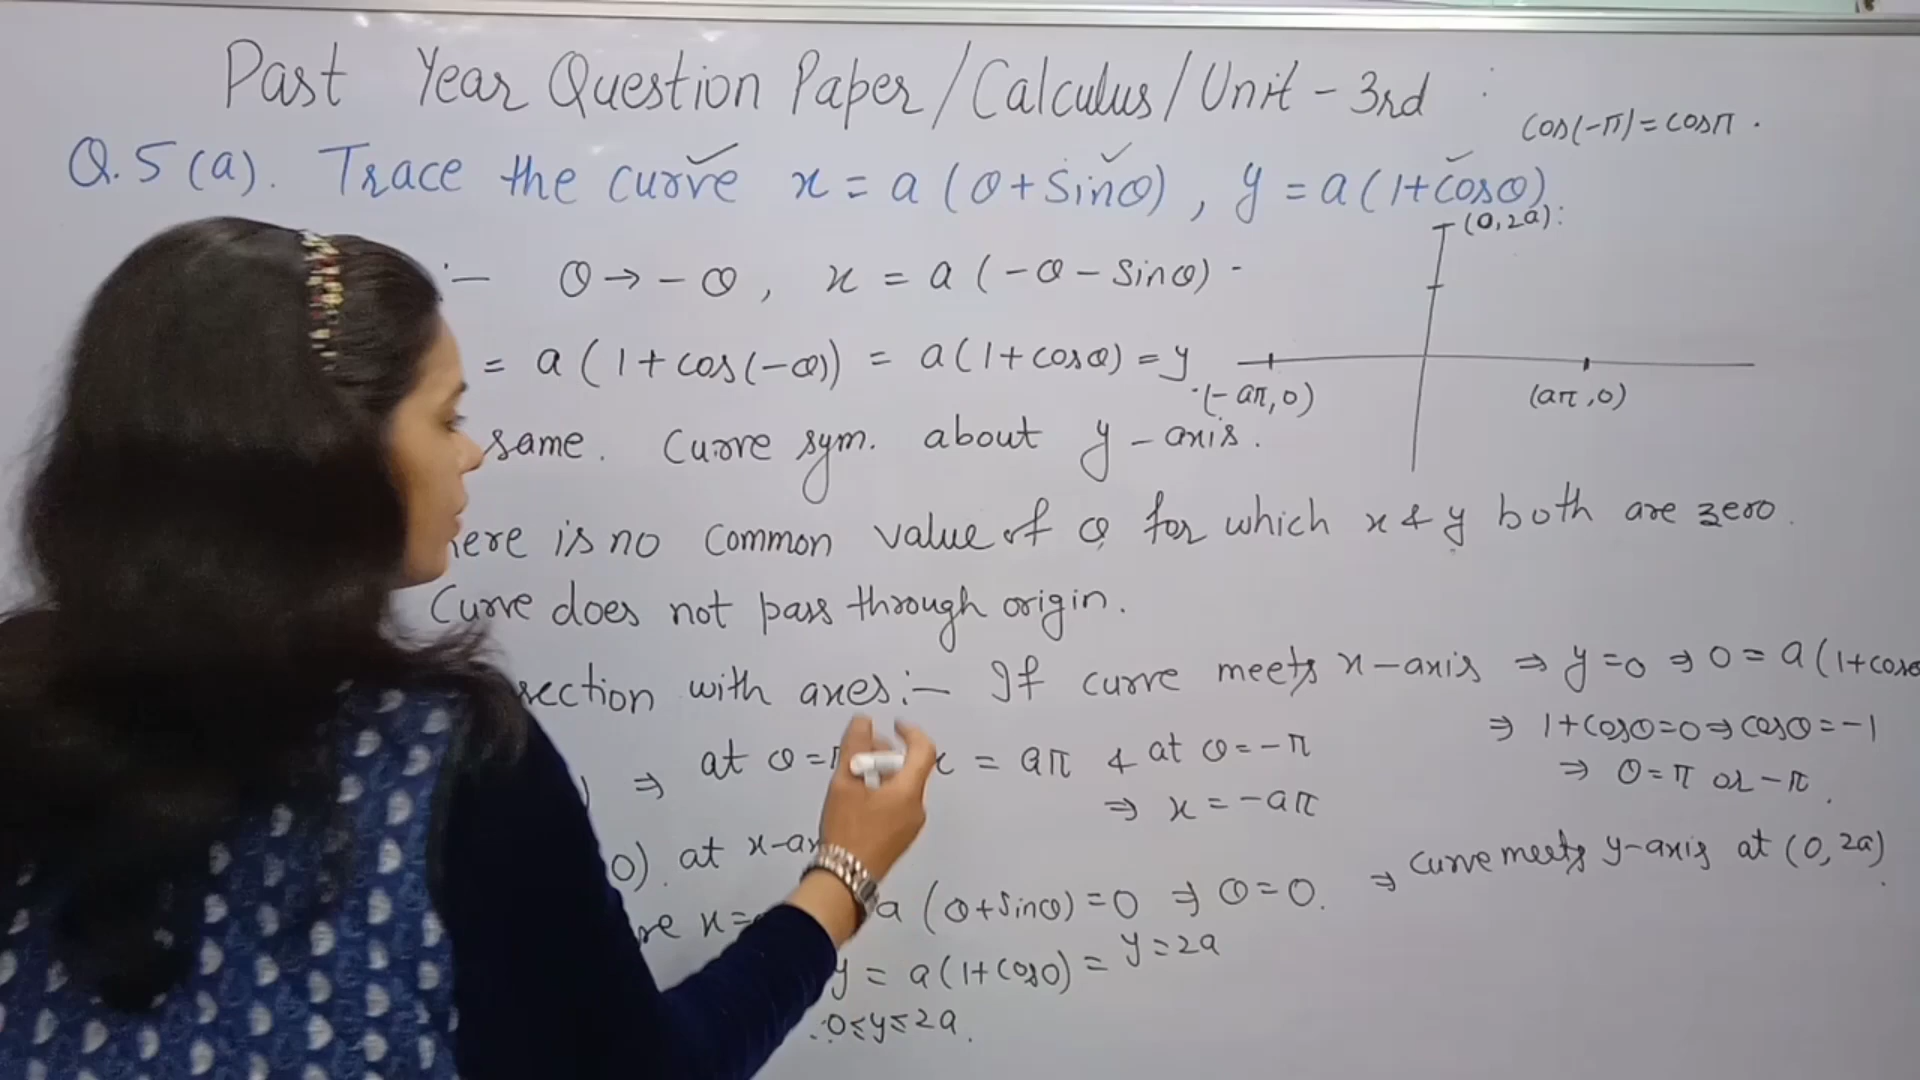 Past Year Question Paper/Calculus/Unit-3rd
cos(-π)=cosπ.
Q.5(a). Trace the curve x = a(θ+Sinθ), y = a(1+cosθ)
(0,2a):
:- θ→-θ, x = a(-θ-Sinθ)
= a(1+cos(-θ)) = a(1+cosθ) = y
(-aπ,0) (aπ,0)
same. Curve sym. about y-axis.
is no common value of θ for which x & y both are zero.
Curve does not pass through origin.
with axes:- If curve meets x-axis ⇒ y=0 ⇒ 0 = a(1+cosθ
⇒ 1+cosθ=0 ⇒ cosθ=-1
⇒ θ=π or -π.
) ⇒ at θ= x = aπ & at θ=-π
⇒ x = -aπ
0). at
x= a(θ+Sinθ)=0 ⇒ θ=0. ⇒ curve meets y-axis at (0,2a).
y = a(1+cos0) = y=2a
∴ 0≤y≤2a.